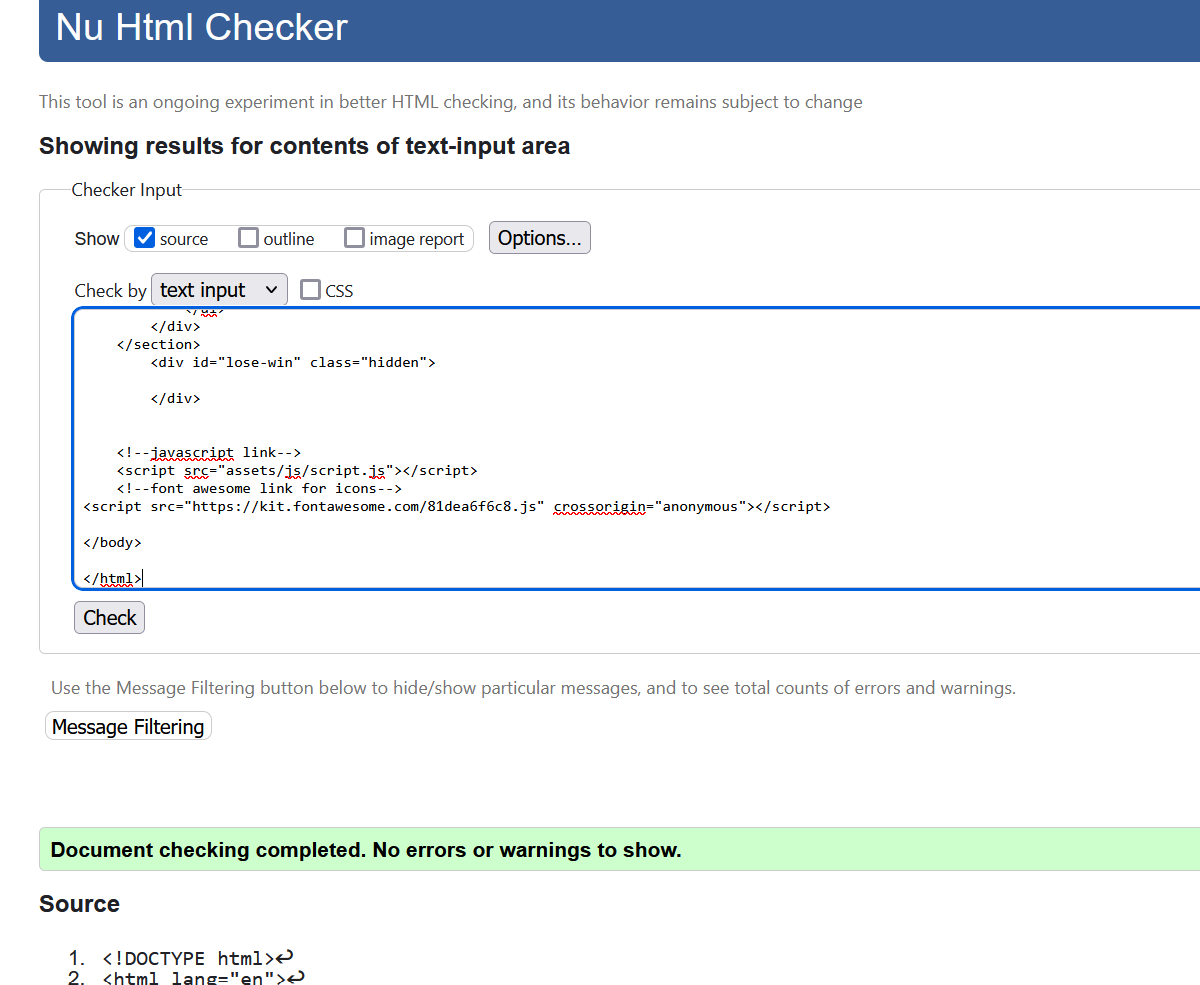 Nu Html Checker
This tool is an ongoing experiment in better HTML checking, and its behavior remains subject to change
Showing results for contents of text-input area
Checker Input
Show source outline image report Options...
Check by text input CSS
</ul>
</div>
</section>
<div id="lose-win" class="hidden">
</div>
<!--javascript link-->
<script src="assets/js/script.js"></script>
<!--font awesome link for icons-->
<script src="https://kit.fontawesome.com/81dea6f6c8.js" crossorigin="anonymous"></script>
</body>
</html>
Check
Use the Message Filtering button below to hide/show particular messages, and to see total counts of errors and warnings.
Message Filtering
Document checking completed. No errors or warnings to show.
Source
1. <!DOCTYPE html>↩
2. <html lang="en">↩